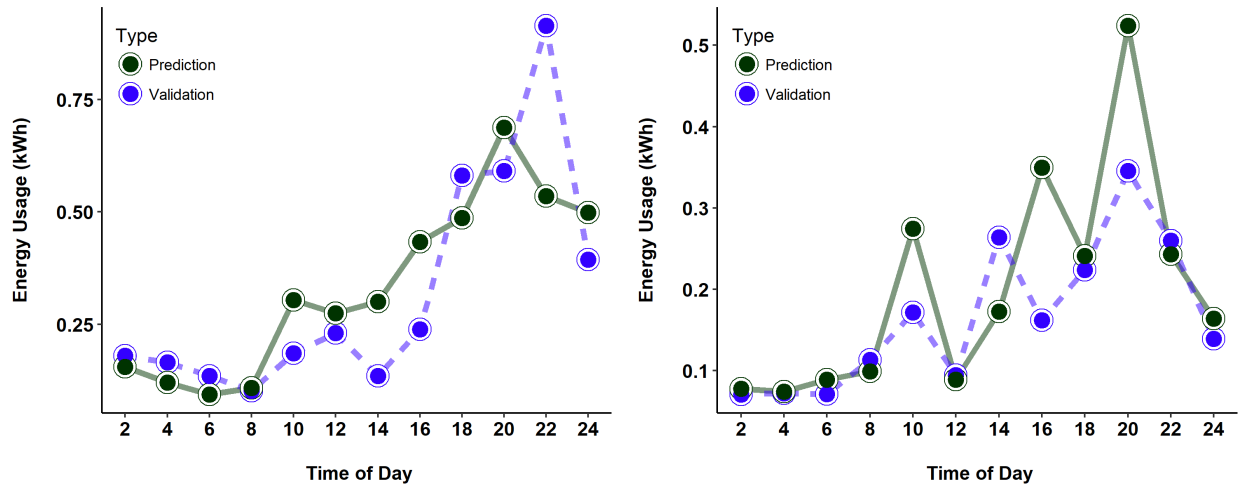 Type
Prediction
Validation
0.75
0.50
0.25
Energy Usage (kWh)
2 4 6 8 10 12 14 16 18 20 22 24
Time of Day
Type
Prediction
Validation
0.5
0.4
0.3
0.2
0.1
Energy Usage (kWh)
2 4 6 8 10 12 14 16 18 20 22 24
Time of Day